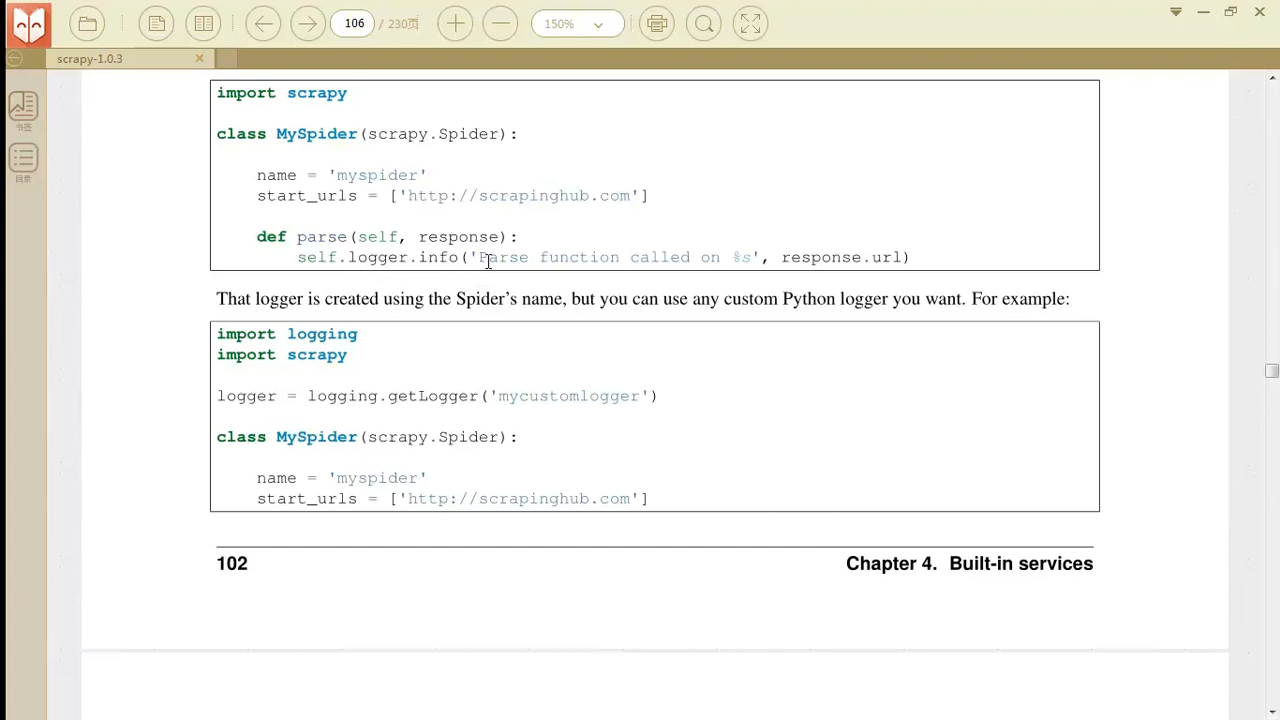 106 / 230页
150%
scrapy-1.0.3
书签
目录
import scrapy
class MySpider(scrapy.Spider):
name = 'myspider'
start_urls = ['http://scrapinghub.com']
def parse(self, response):
self.logger.info('Parse function called on %s', response.url)
That logger is created using the Spider's name, but you can use any custom Python logger you want. For example:
import logging
import scrapy
logger = logging.getLogger('mycustomlogger')
class MySpider(scrapy.Spider):
name = 'myspider'
start_urls = ['http://scrapinghub.com']
102 Chapter 4. Built-in services